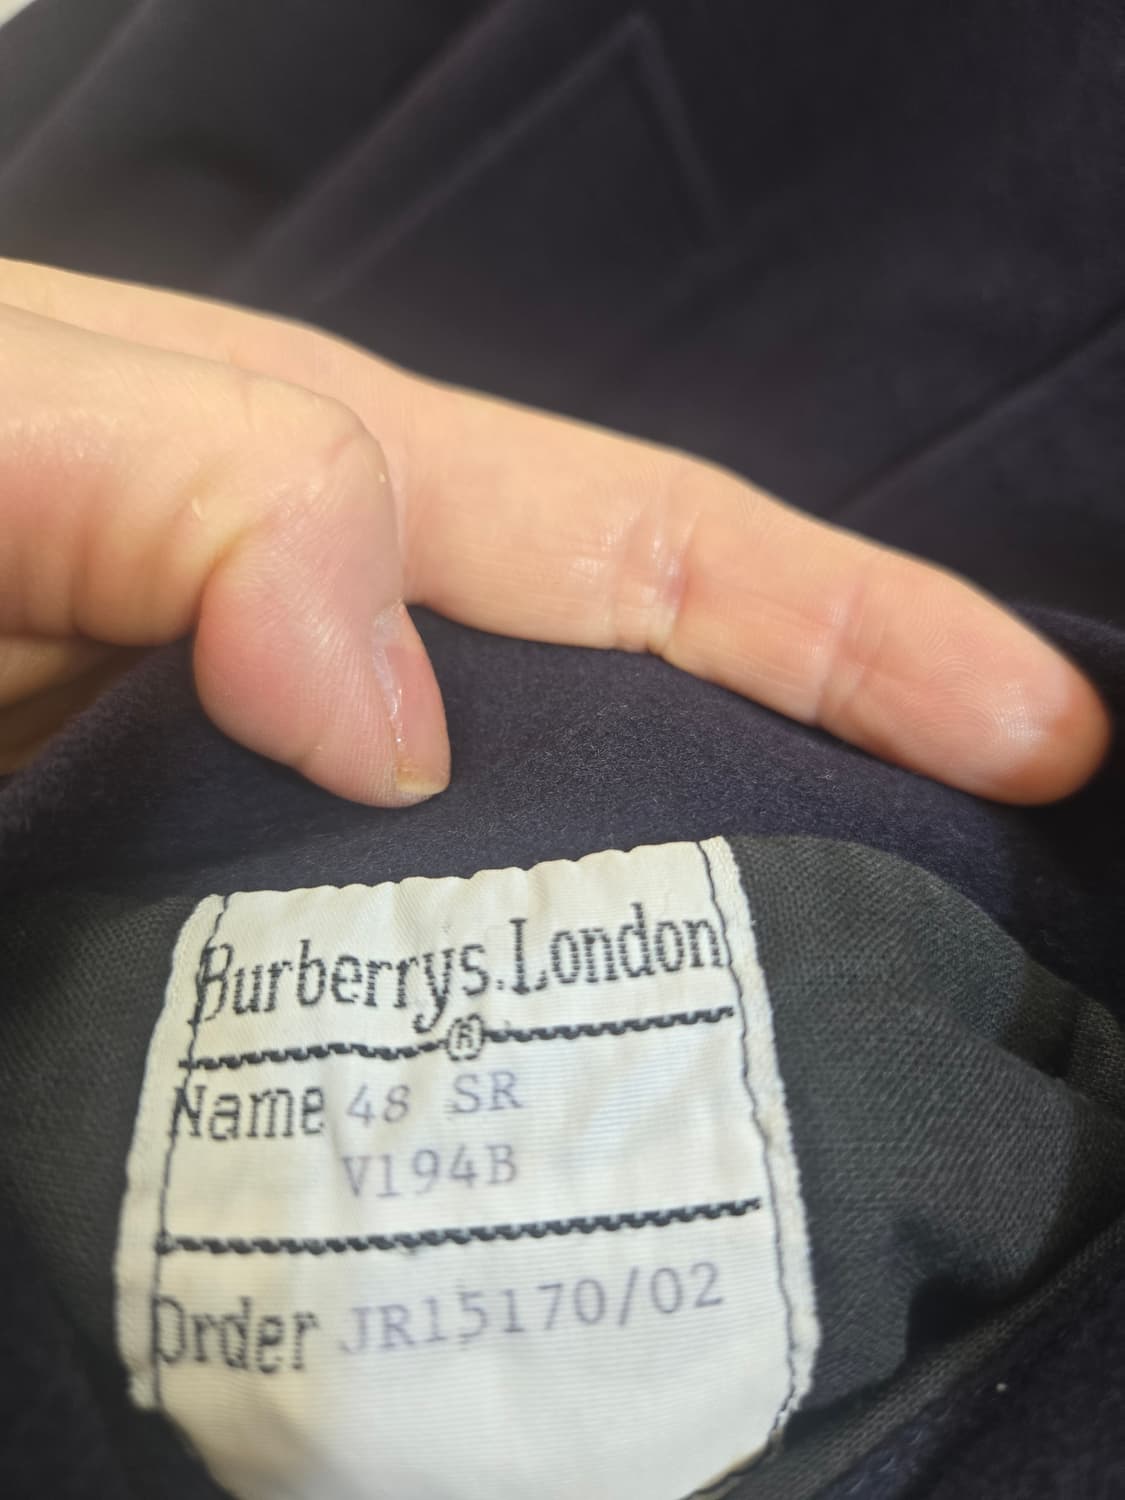 Burberrys.London
®
Name 48 SR
V194B
Order JR15170/02